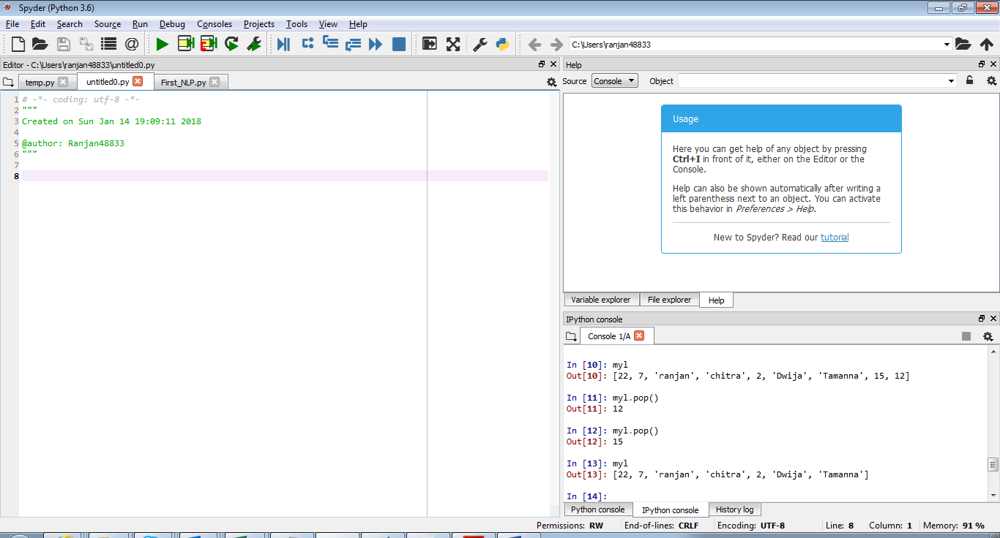 Spyder (Python 3.6)
File Edit Search Source Run Debug Consoles Projects Tools View Help
C:\Users\ranjan48833
Editor - C:\Users\ranjan48833\untitled0.py
temp.py untitled0.py First_NLP.py
1 # -*- coding: utf-8 -*-
2 """
3 Created on Sun Jan 14 19:09:11 2018
4
5 @author: Ranjan48833
6 """
7
8
Help
Source Console Object
Usage
Here you can get help of any object by pressing
Ctrl+I in front of it, either on the Editor or the
Console.
Help can also be shown automatically after writing a
left parenthesis next to an object. You can activate
this behavior in Preferences > Help.
New to Spyder? Read our tutorial
Variable explorer File explorer Help
IPython console
Console 1/A
In [10]: myl
Out[10]: [22, 7, 'ranjan', 'chitra', 2, 'Dwija', 'Tamanna', 15, 12]
In [11]: myl.pop()
Out[11]: 12
In [12]: myl.pop()
Out[12]: 15
In [13]: myl
Out[13]: [22, 7, 'ranjan', 'chitra', 2, 'Dwija', 'Tamanna']
In [14]:
Python console IPython console History log
Permissions: RW End-of-lines: CRLF Encoding: UTF-8 Line: 8 Column: 1 Memory: 91 %